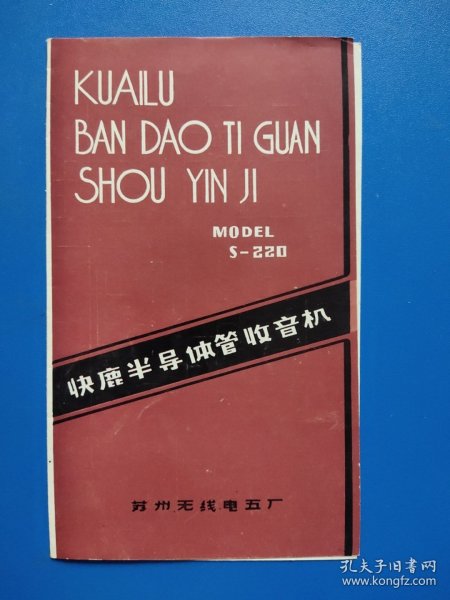 KUAILU
BAN DAO TI GUAN
SHOU YIN JI
MODEL
S-220
快鹿半导体管收音机
苏州无线电五厂
孔夫子旧书网
www.kongfz.com